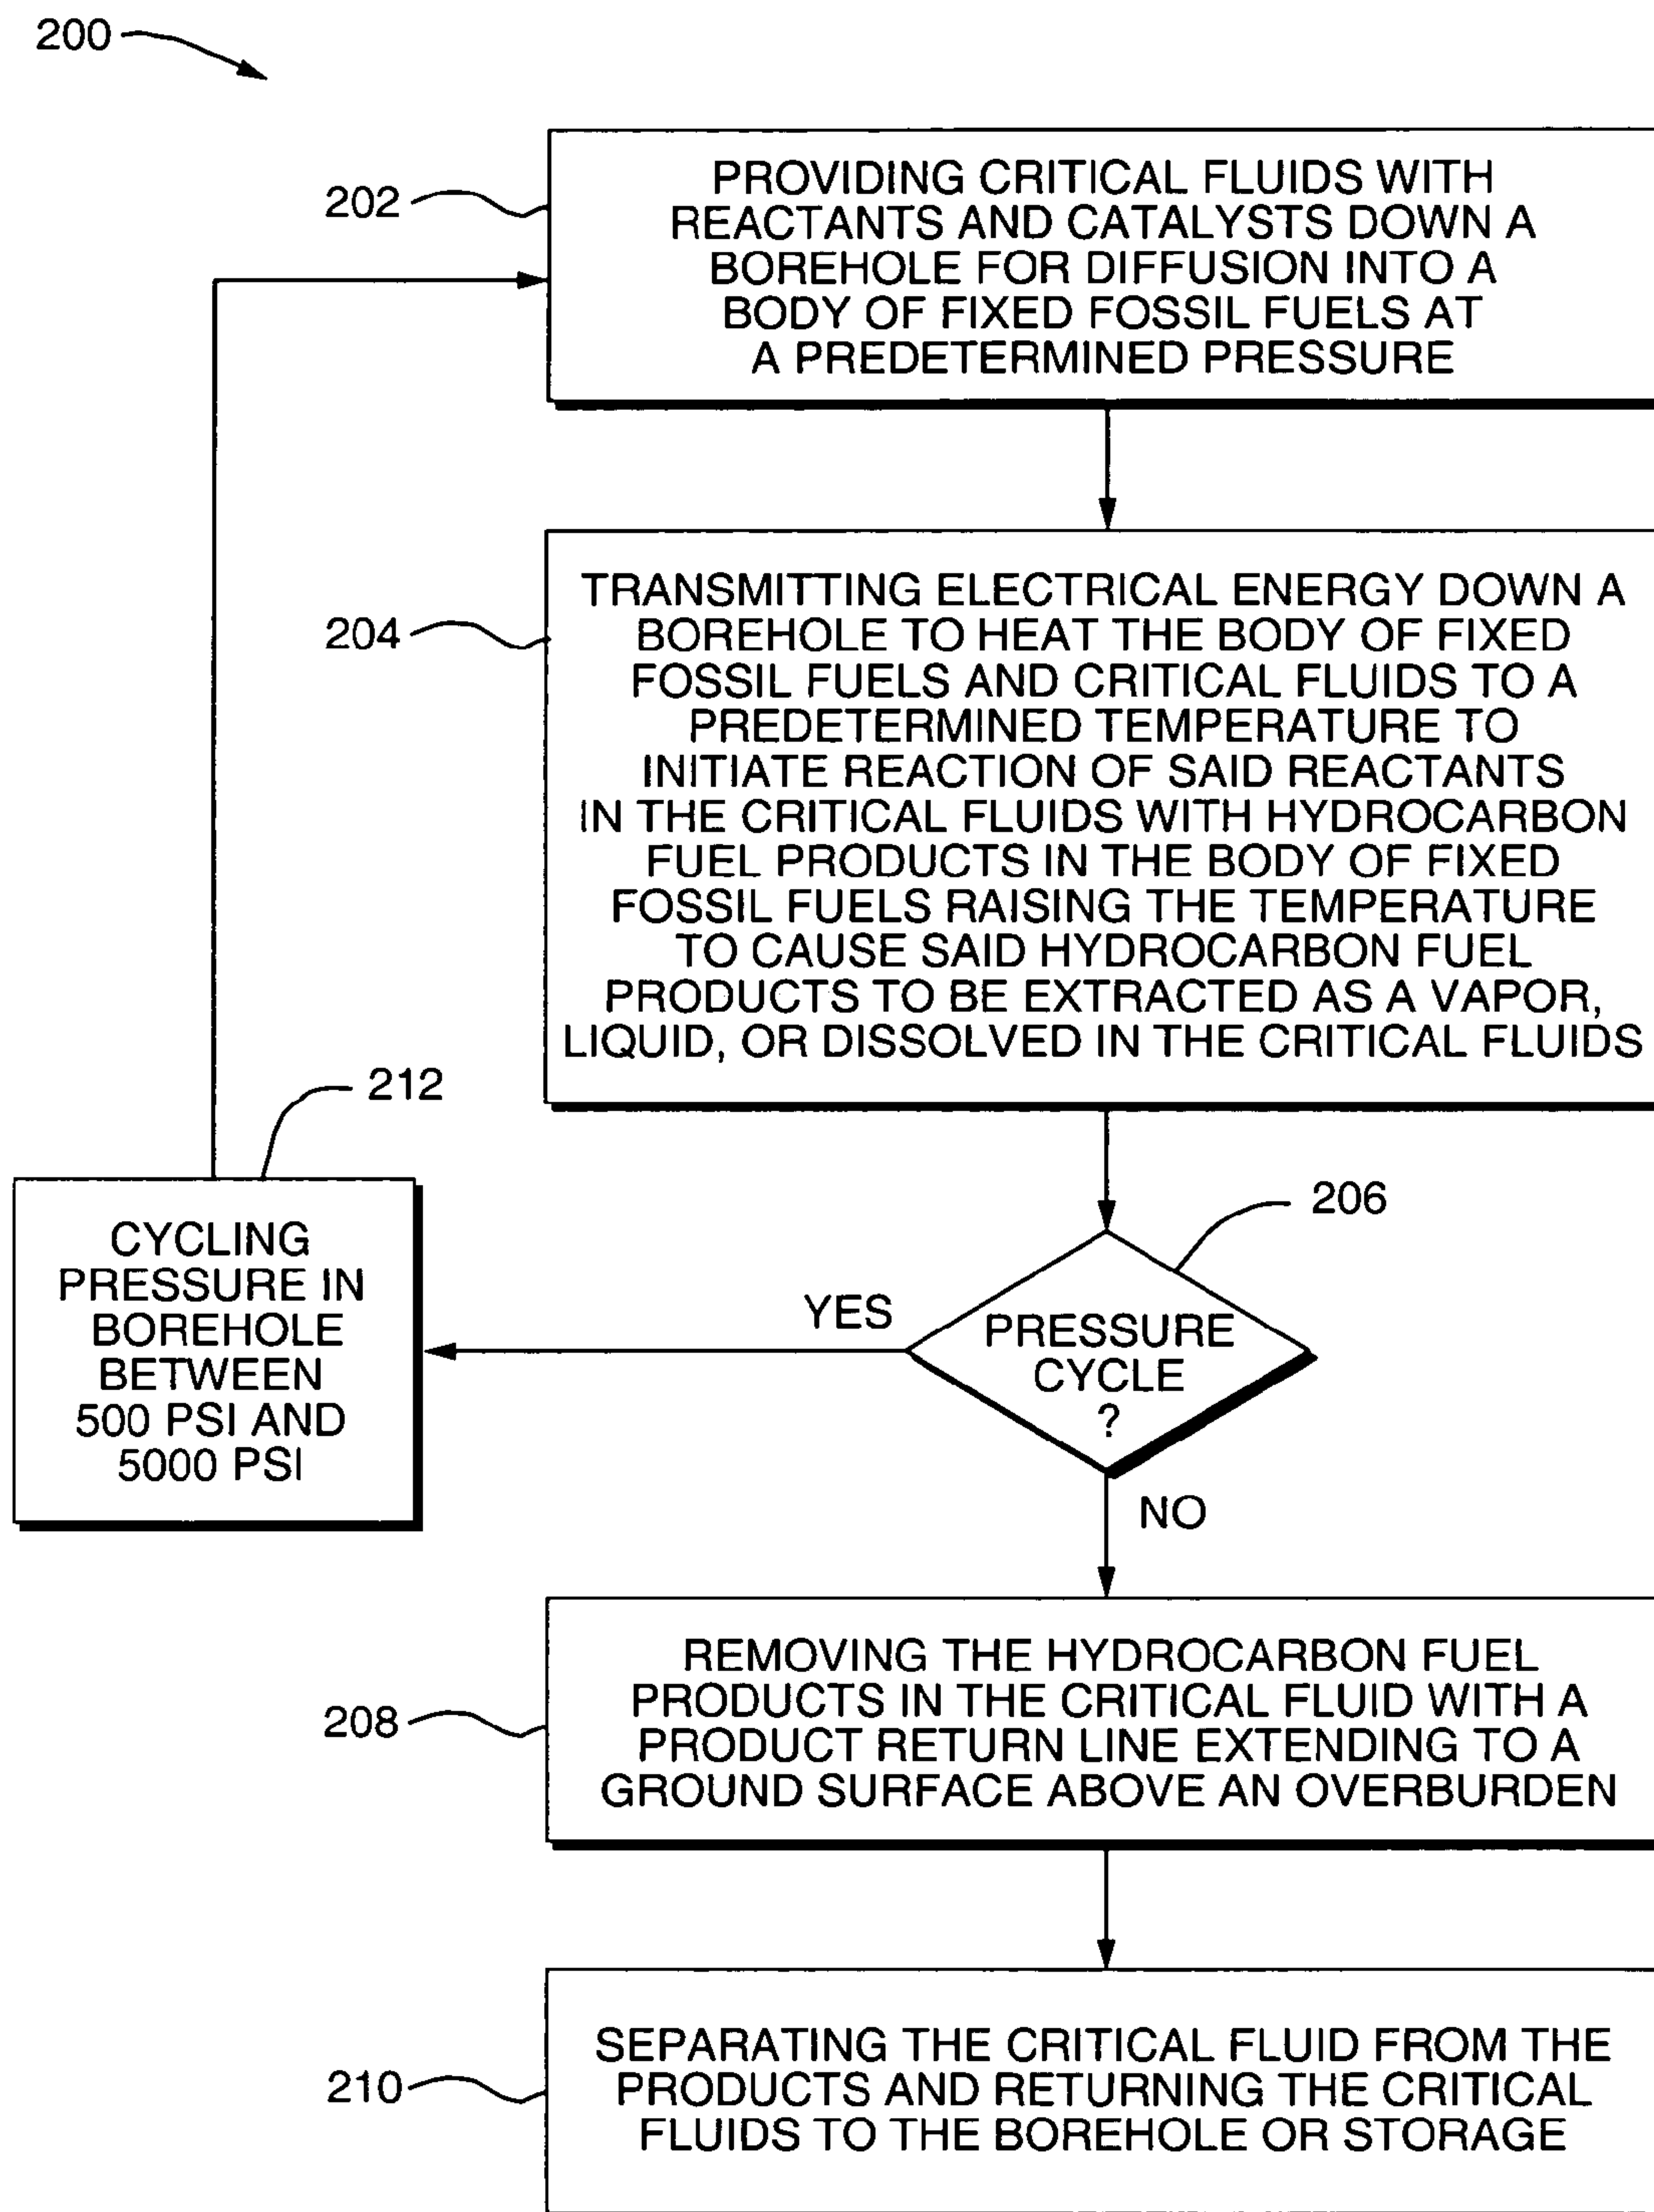 200
202
PROVIDING CRITICAL FLUIDS WITH
REACTANTS AND CATALYSTS DOWN A
BOREHOLE FOR DIFFUSION INTO A
BODY OF FIXED FOSSIL FUELS AT
A PREDETERMINED PRESSURE
204
TRANSMITTING ELECTRICAL ENERGY DOWN A
BOREHOLE TO HEAT THE BODY OF FIXED
FOSSIL FUELS AND CRITICAL FLUIDS TO A
PREDETERMINED TEMPERATURE TO
INITIATE REACTION OF SAID REACTANTS
IN THE CRITICAL FLUIDS WITH HYDROCARBON
FUEL PRODUCTS IN THE BODY OF FIXED
FOSSIL FUELS RAISING THE TEMPERATURE
TO CAUSE SAID HYDROCARBON FUEL
PRODUCTS TO BE EXTRACTED AS A VAPOR,
LIQUID, OR DISSOLVED IN THE CRITICAL FLUIDS
212
CYCLING
PRESSURE IN
BOREHOLE
BETWEEN
500 PSI AND
5000 PSI
206
YES
PRESSURE
CYCLE
?
NO
208
REMOVING THE HYDROCARBON FUEL
PRODUCTS IN THE CRITICAL FLUID WITH A
PRODUCT RETURN LINE EXTENDING TO A
GROUND SURFACE ABOVE AN OVERBURDEN
210
SEPARATING THE CRITICAL FLUID FROM THE
PRODUCTS AND RETURNING THE CRITICAL
FLUIDS TO THE BOREHOLE OR STORAGE